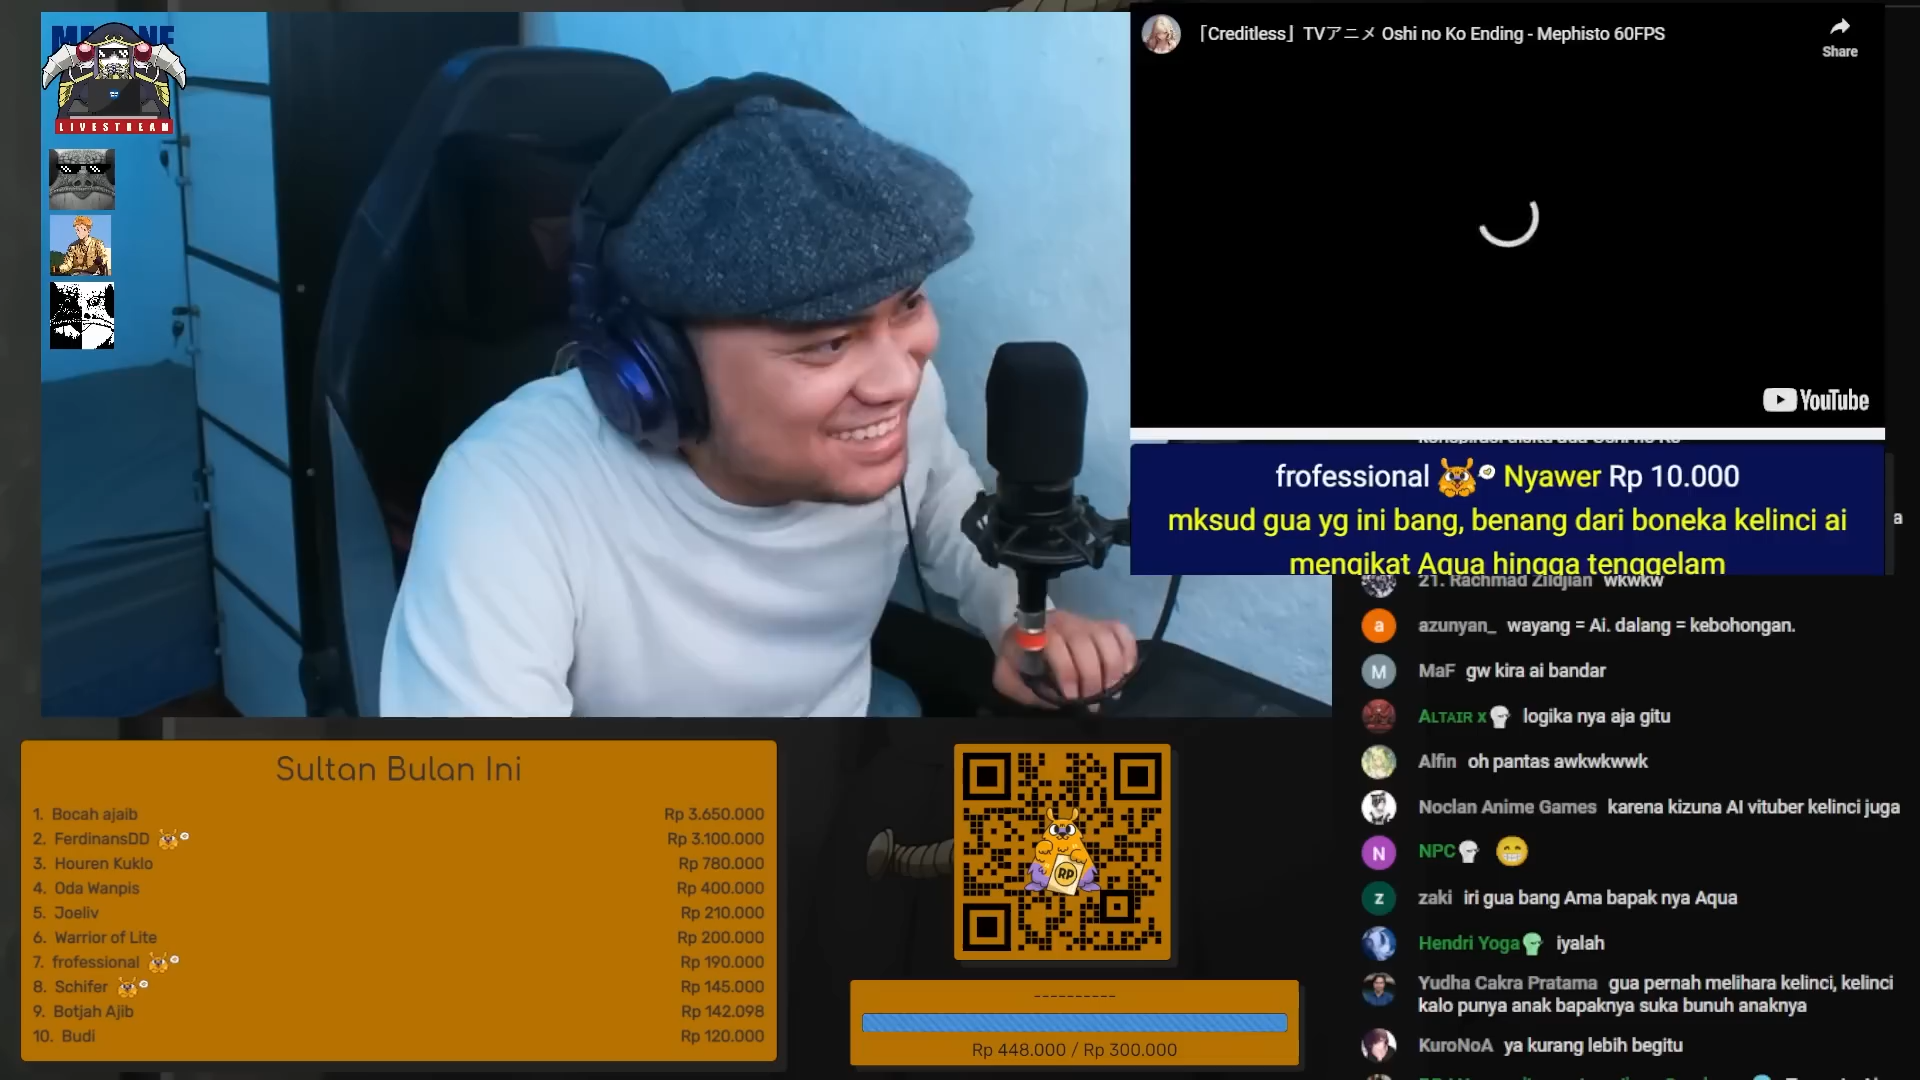 LIVESTREAM
「Creditless」TVアニメ Oshi no Ko Ending - Mephisto 60FPS
Share
YouTube
frofessional Nyawer Rp 10.000
mksud gua yg ini bang, benang dari boneka kelinci ai
mengikat Aqua hingga tenggelam
21. Rachmad Zildjian wkwkw
azunyan_ wayang = Ai. dalang = kebohongan.
MaF gw kira ai bandar
ALTAIR X logika nya aja gitu
Alfin oh pantas awkwkwwk
Noclan Anime Games karena kizuna AI vituber kelinci juga
NPC 😁
zaki iri gua bang Ama bapak nya Aqua
Hendri Yoga iyalah
Yudha Cakra Pratama gua pernah melihara kelinci, kelinci
kalo punya anak bapaknya suka bunuh anaknya
KuroNoA ya kurang lebih begitu
Sultan Bulan Ini
1. Bocah ajaib Rp 3.650.000
2. FerdinansDD Rp 3.100.000
3. Houren Kuklo Rp 780.000
4. Oda Wanpis Rp 400.000
5. Joeliv Rp 210.000
6. Warrior of Lite Rp 200.000
7. frofessional Rp 190.000
8. Schifer Rp 145.000
9. Botjah Ajib Rp 142.098
10. Budi Rp 120.000
RP
----------
Rp 448.000 / Rp 300.000